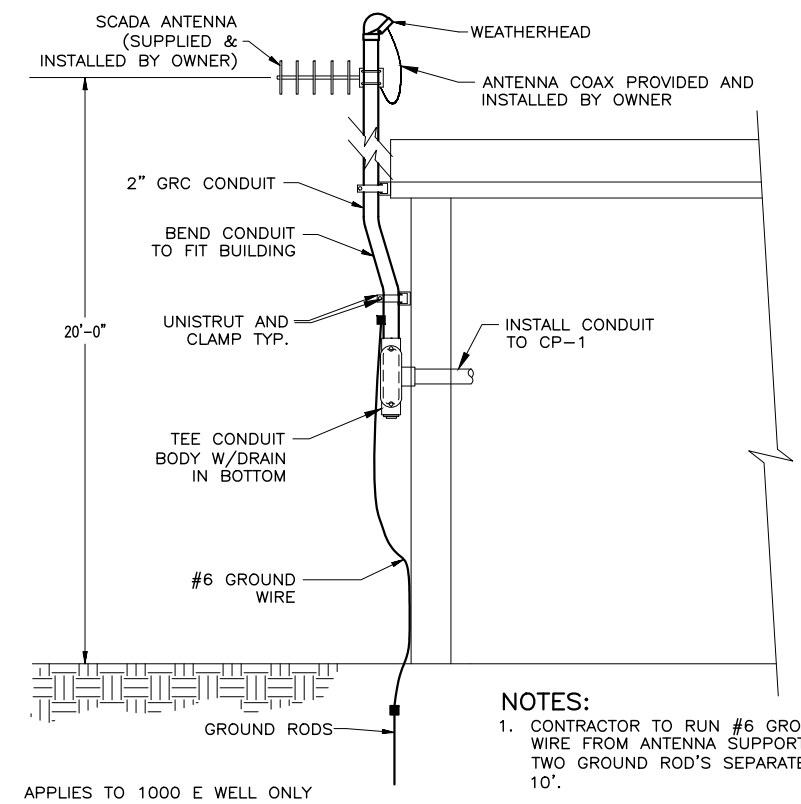 SCADA ANTENNA
(SUPPLIED &
INSTALLED BY OWNER)
WEATHERHEAD
ANTENNA COAX PROVIDED AND
INSTALLED BY OWNER
2" GRC CONDUIT
BEND CONDUIT
TO FIT BUILDING
20'-0"
UNISTRUT AND
CLAMP TYP.
INSTALL CONDUIT
TO CP-1
TEE CONDUIT
BODY W/DRAIN
IN BOTTOM
#6 GROUND
WIRE
GROUND RODS
NOTES:
1. CONTRACTOR TO RUN #6
WIRE FROM ANTENNA SUPPORT
TWO GROUND ROD'S
10'.
APPLIES TO 1000 E WELL ONLY